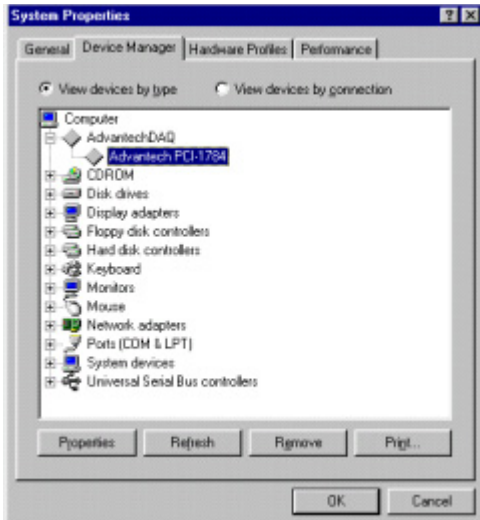 System Properties
General Device Manager Hardware Profiles Performance
View devices by type View devices by connection
Computer
AdvantechDAQ
Advantech PCI-1784
CDROM
Disk drives
Display adapters
Floppy disk controllers
Hard disk controllers
Keyboard
Monitors
Mouse
Network adapters
Ports (COM & LPT)
System devices
Universal Serial Bus controllers
Properties Refresh Remove Print...
OK Cancel